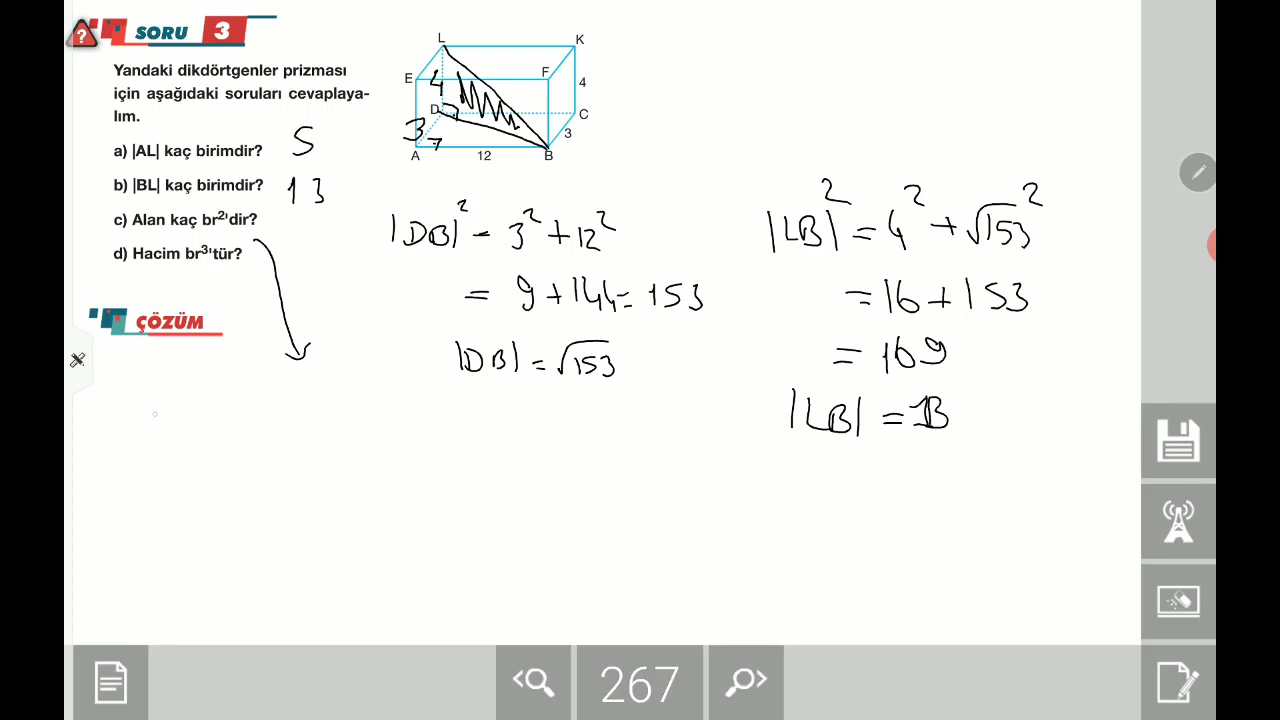 SORU 3
Yandaki dikdörtgenler prizması
için aşağıdaki soruları cevaplaya-
lım.
a) |AL| kaç birimdir? 5
b) |BL| kaç birimdir? 13
c) Alan kaç br²'dir?
d) Hacim br³'tür?
ÇÖZÜM
L K
E F
4 4
D C
3 3
A 12 B
|DB|² = 3² + 12²
= 9 + 144 = 153
|DB| = √153
|LB|² = 4² + √153²
= 16 + 153
= 169
|LB| = 13
267